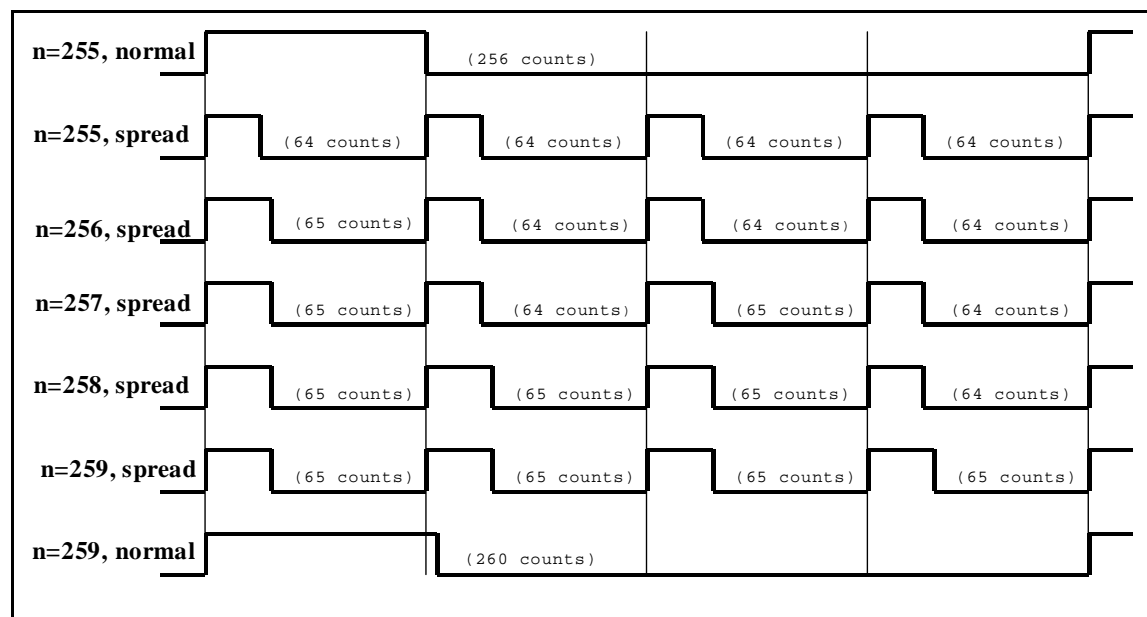 n=255, normal (256 counts)
n=255, spread (64 counts) (64 counts) (64 counts) (64 counts)
n=256, spread (65 counts) (64 counts) (64 counts) (64 counts)
n=257, spread (65 counts) (64 counts) (65 counts) (64 counts)
n=258, spread (65 counts) (65 counts) (65 counts) (64 counts)
n=259, spread (65 counts) (65 counts) (65 counts) (65 counts)
n=259, normal (260 counts)